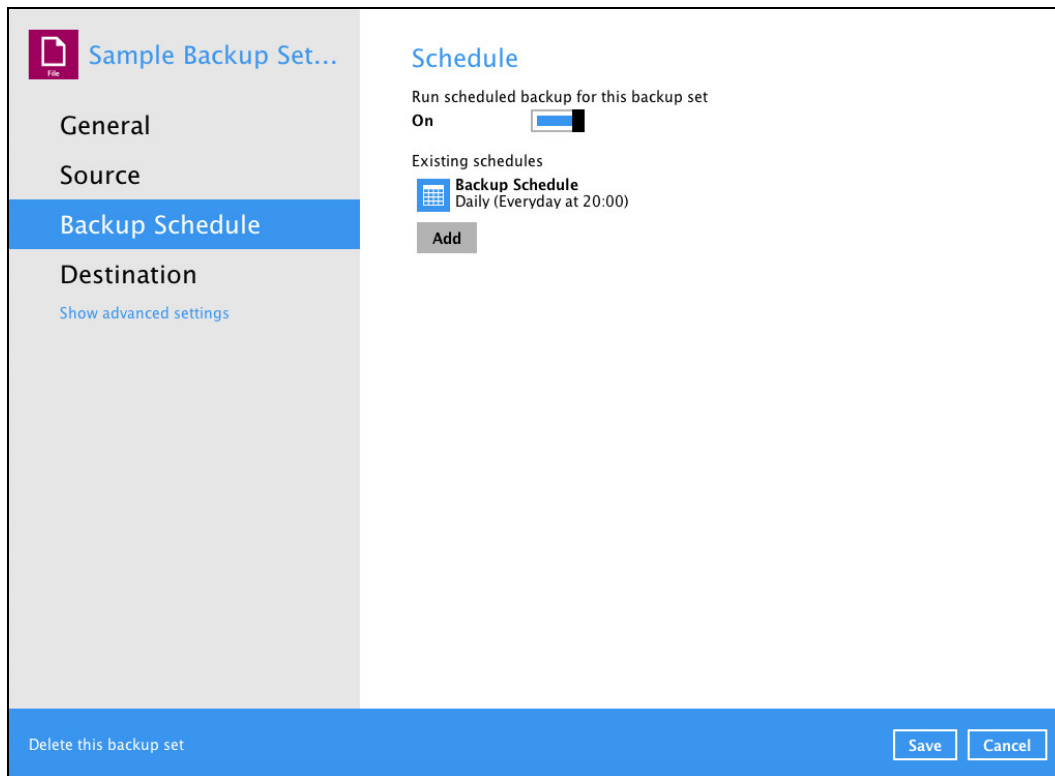 Sample Backup Set...
File
General
Source
Backup Schedule
Destination
Show advanced settings
Schedule
Run scheduled backup for this backup set
On
Existing schedules
Backup Schedule
Daily (Everyday at 20:00)
Add
Delete this backup set
Save
Cancel